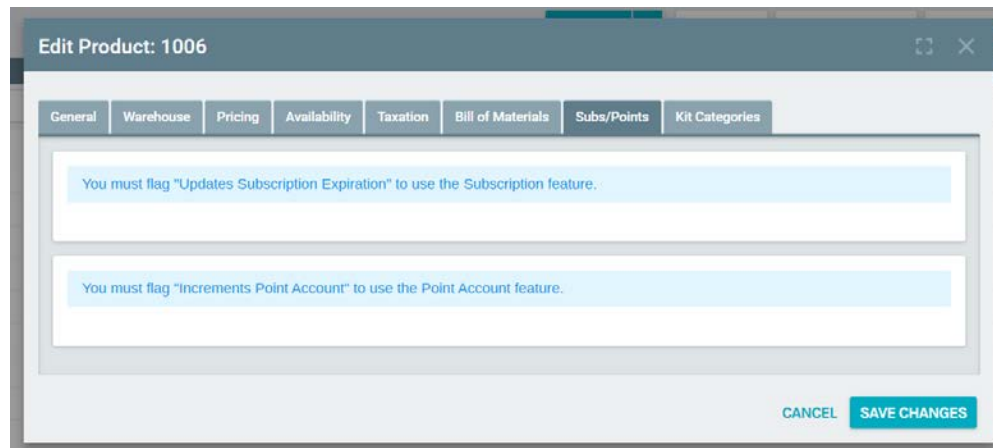 Edit Product: 1006
General Warehouse Pricing Availability Taxation Bill of Materials Subs/Points Kit Categories
You must flag "Updates Subscription Expiration" to use the Subscription feature.
You must flag "Increments Point Account" to use the Point Account feature.
CANCEL SAVE CHANGES